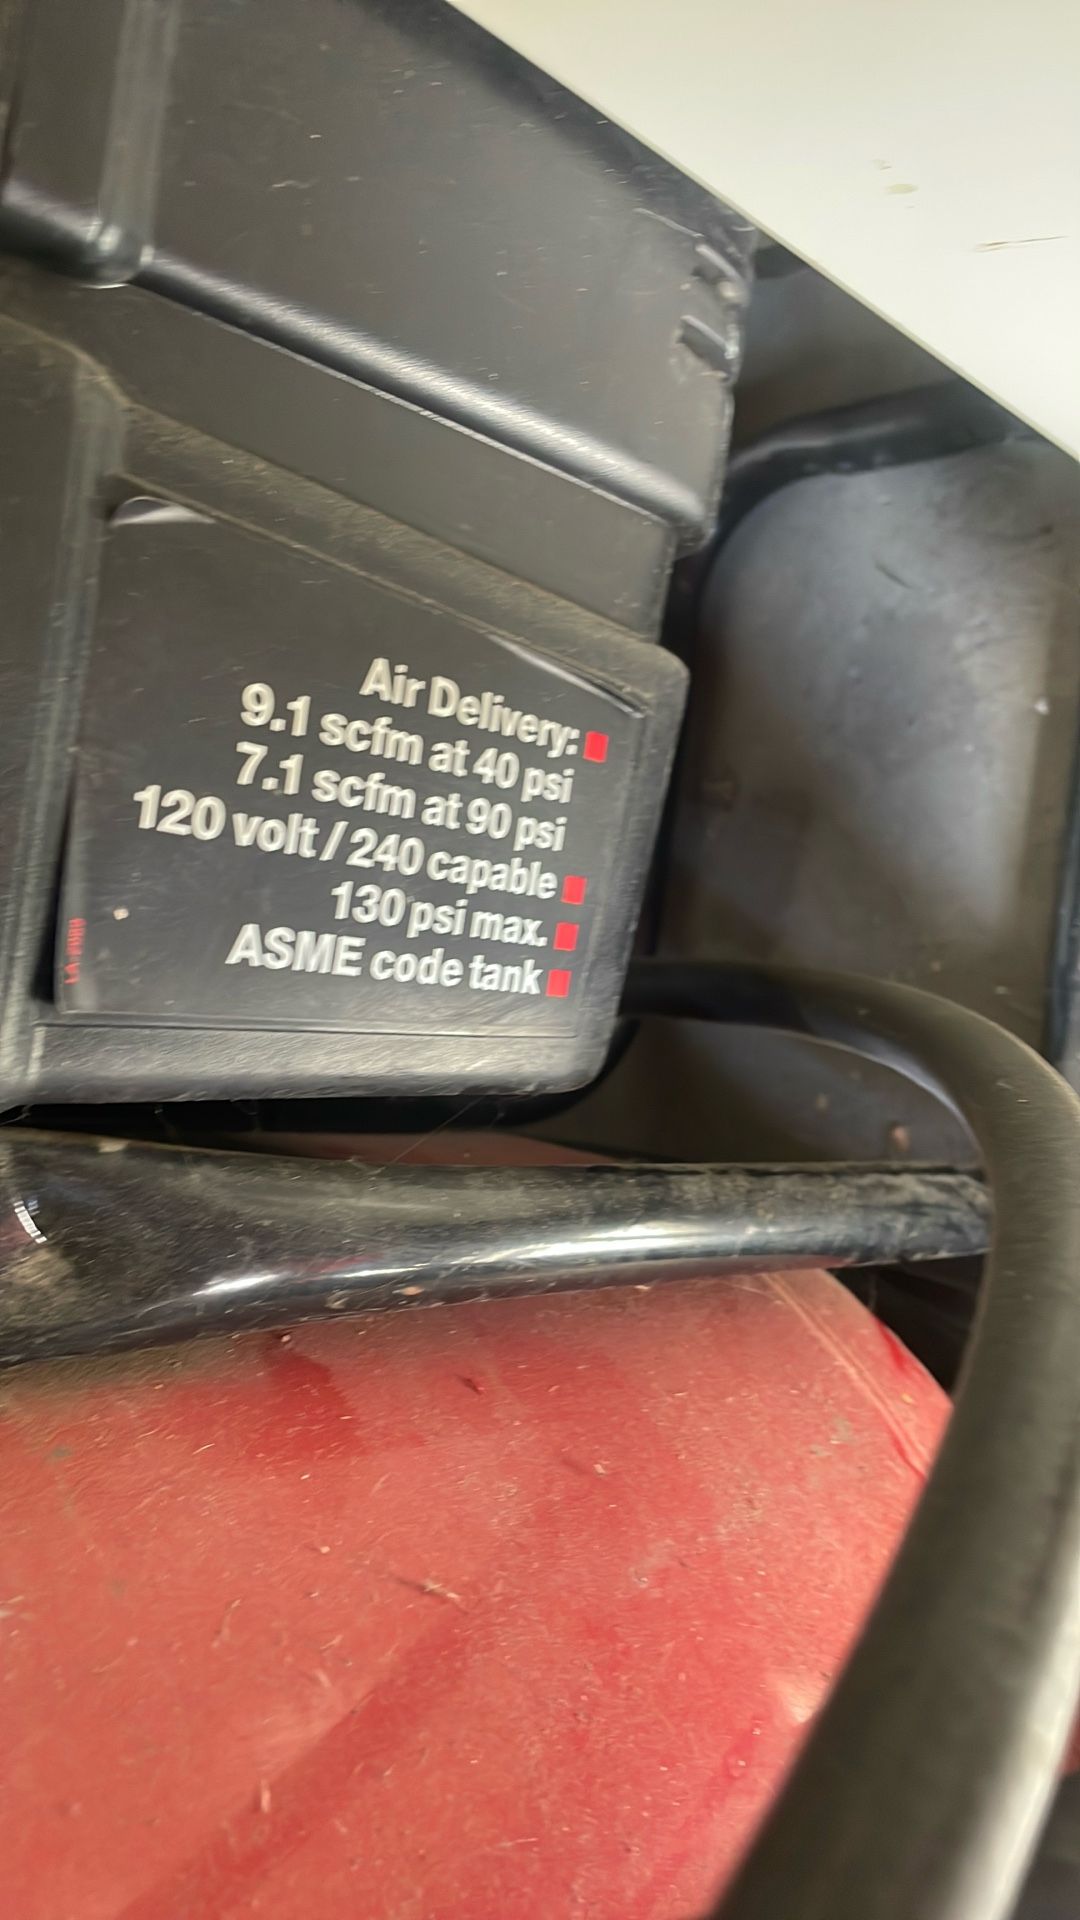 Air Delivery:
9.1 scfm at 40 psi
7.1 scfm at 90 psi
120 volt / 240 capable
130 psi max.
ASME code tank